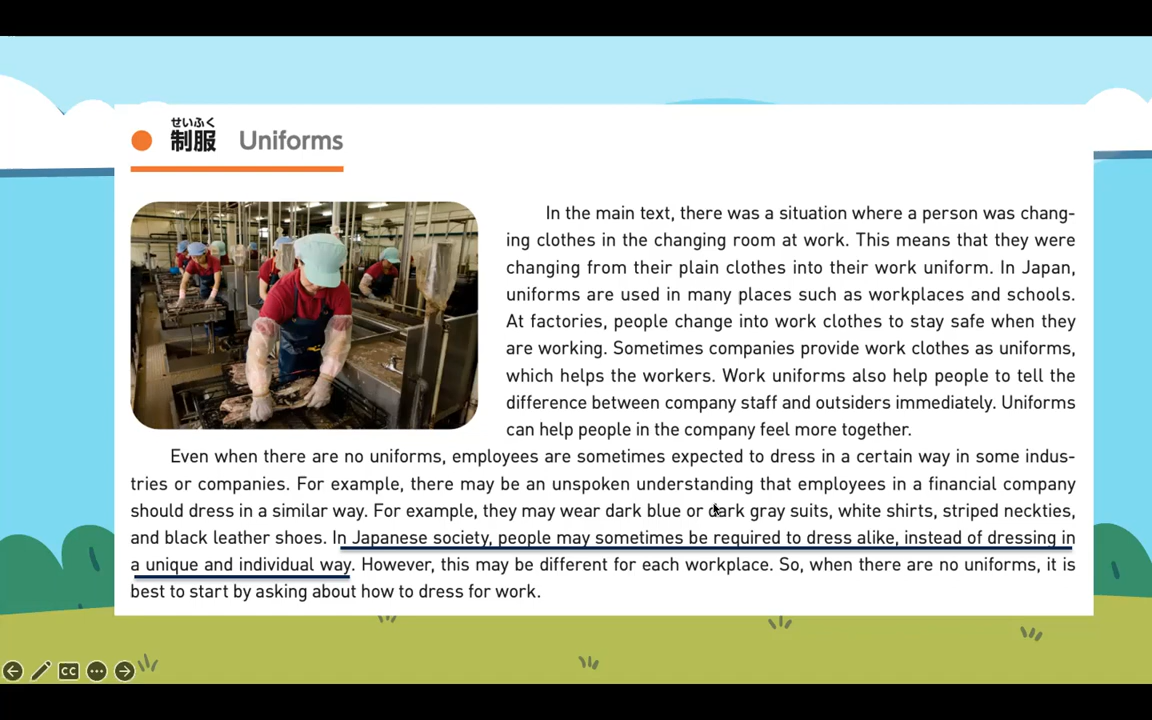 せいふく
制服 Uniforms
In the main text, there was a situation where a person was chang-
ing clothes in the changing room at work. This means that they were
changing from their plain clothes into their work uniform. In Japan,
uniforms are used in many places such as workplaces and schools.
At factories, people change into work clothes to stay safe when they
are working. Sometimes companies provide work clothes as uniforms,
which helps the workers. Work uniforms also help people to tell the
difference between company staff and outsiders immediately. Uniforms
can help people in the company feel more together.
Even when there are no uniforms, employees are sometimes expected to dress in a certain way in some indus-
tries or companies. For example, there may be an unspoken understanding that employees in a financial company
should dress in a similar way. For example, they may wear dark blue or dark gray suits, white shirts, striped neckties,
and black leather shoes. In Japanese society, people may sometimes be required to dress alike, instead of dressing in
a unique and individual way. However, this may be different for each workplace. So, when there are no uniforms, it is
best to start by asking about how to dress for work.
CC